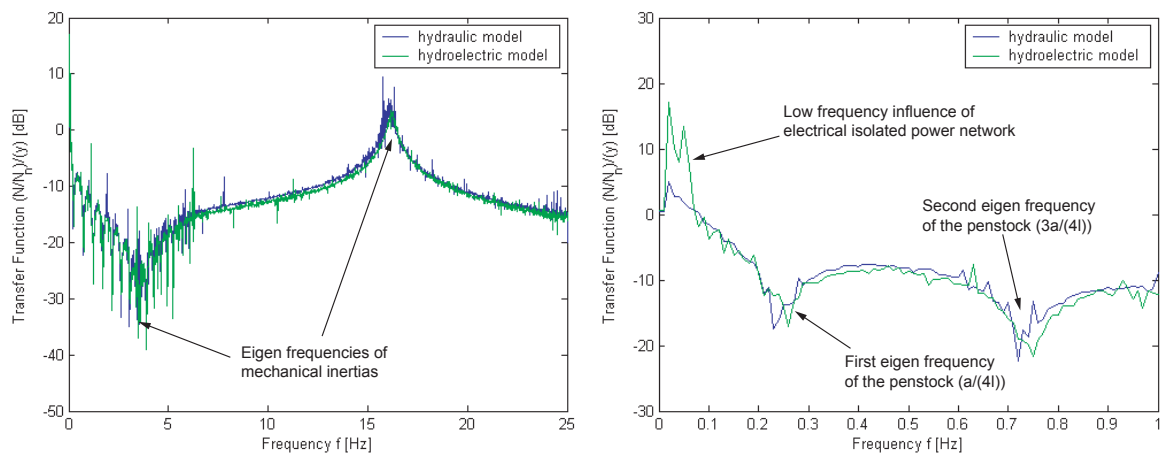 20
10
0
-10
-20
-30
-40
-50
0
5
10
15
20
25
Transfer Function (N/Nn)/(y) [dB]
Frequency f [Hz]
hydraulic model
hydroelectric model
Eigen frequencies of
mechanical inertias
30
20
10
0
-10
-20
-30
0
0.1
0.2
0.3
0.4
0.5
0.6
0.7
0.8
0.9
1
Transfer Function (N/Nn)/(y) [dB]
Frequency f [Hz]
hydraulic model
hydroelectric model
Low frequency influence of
electrical isolated power network
Second eigen frequency
of the penstock (3a/(4l))
First eigen frequency
of the penstock (a/(4l))